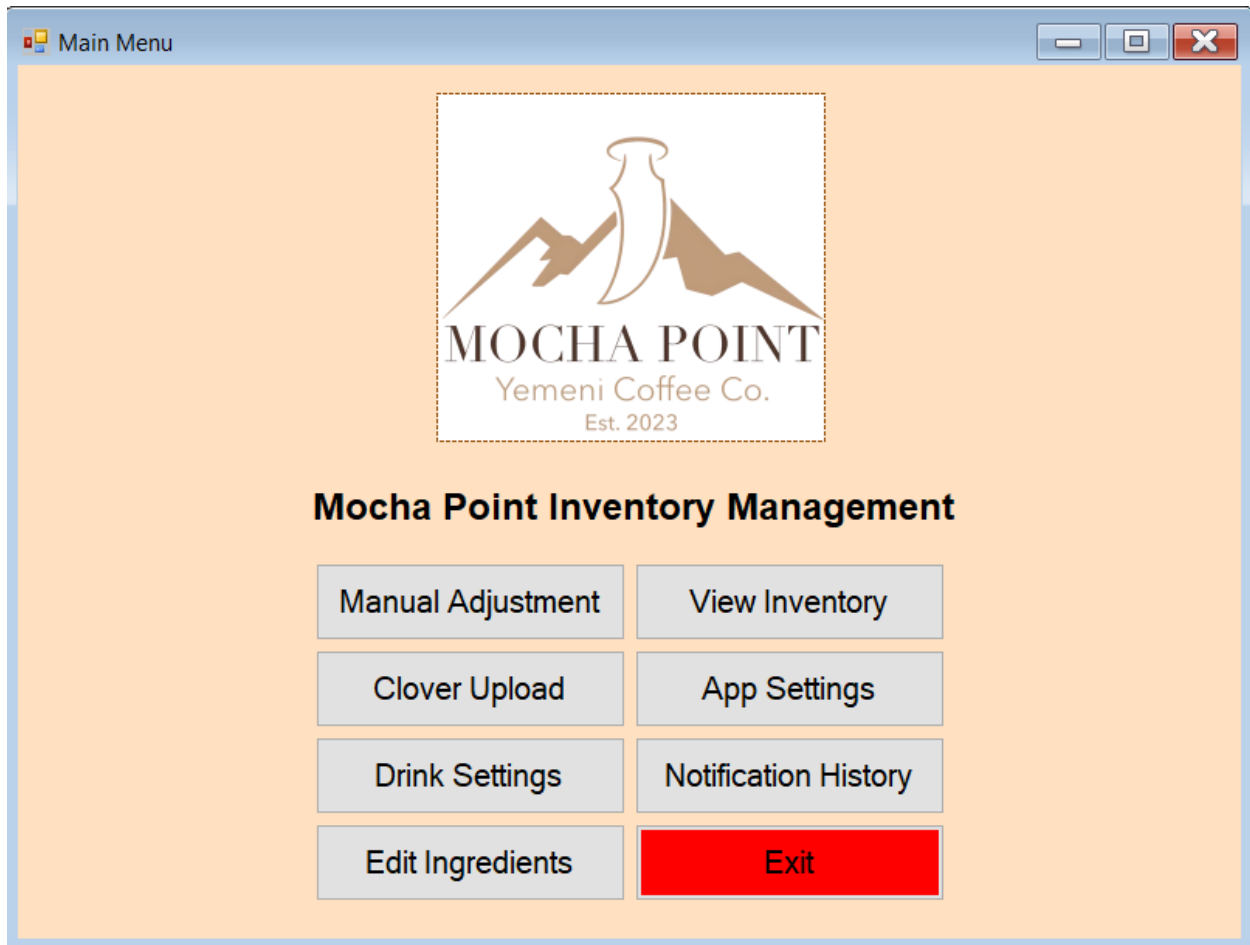 Main Menu
MOCHA POINT
Yemeni Coffee Co.
Est. 2023
Mocha Point Inventory Management
Manual Adjustment
View Inventory
Clover Upload
App Settings
Drink Settings
Notification History
Edit Ingredients
Exit